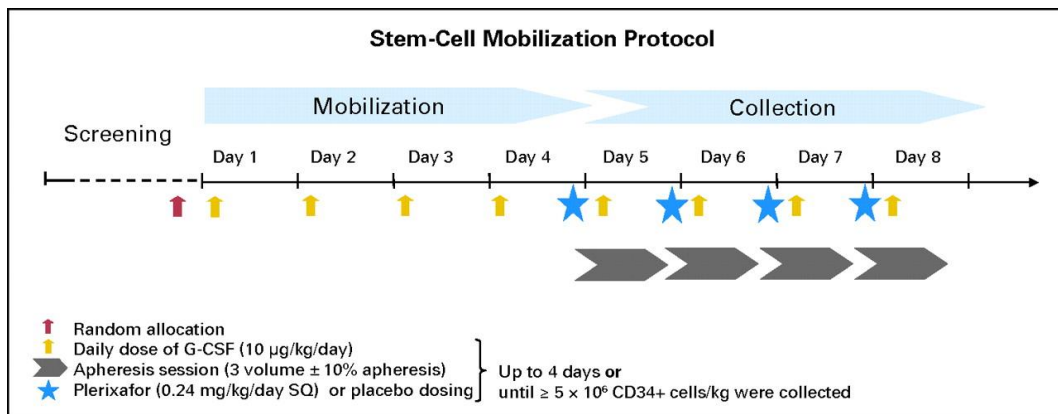 Stem-Cell Mobilization Protocol
Mobilization
Collection
Screening
Day 1
Day 2
Day 3
Day 4
Day 5
Day 6
Day 7
Day 8
Random allocation
Daily dose of G-CSF (10 µg/kg/day)
Apheresis session (3 volume ± 10% apheresis)
Plerixafor (0.24 mg/kg/day SQ) or placebo dosing
Up to 4 days or
until ≥ 5 × 10⁶ CD34+ cells/kg were collected